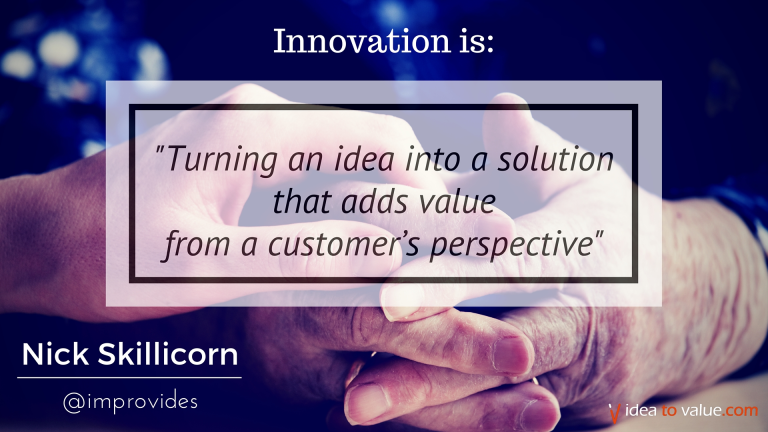 Innovation is:
"Turning an idea into a solution
that adds value
from a customer’s perspective"
Nick Skillicorn
@improvides
idea to value.com